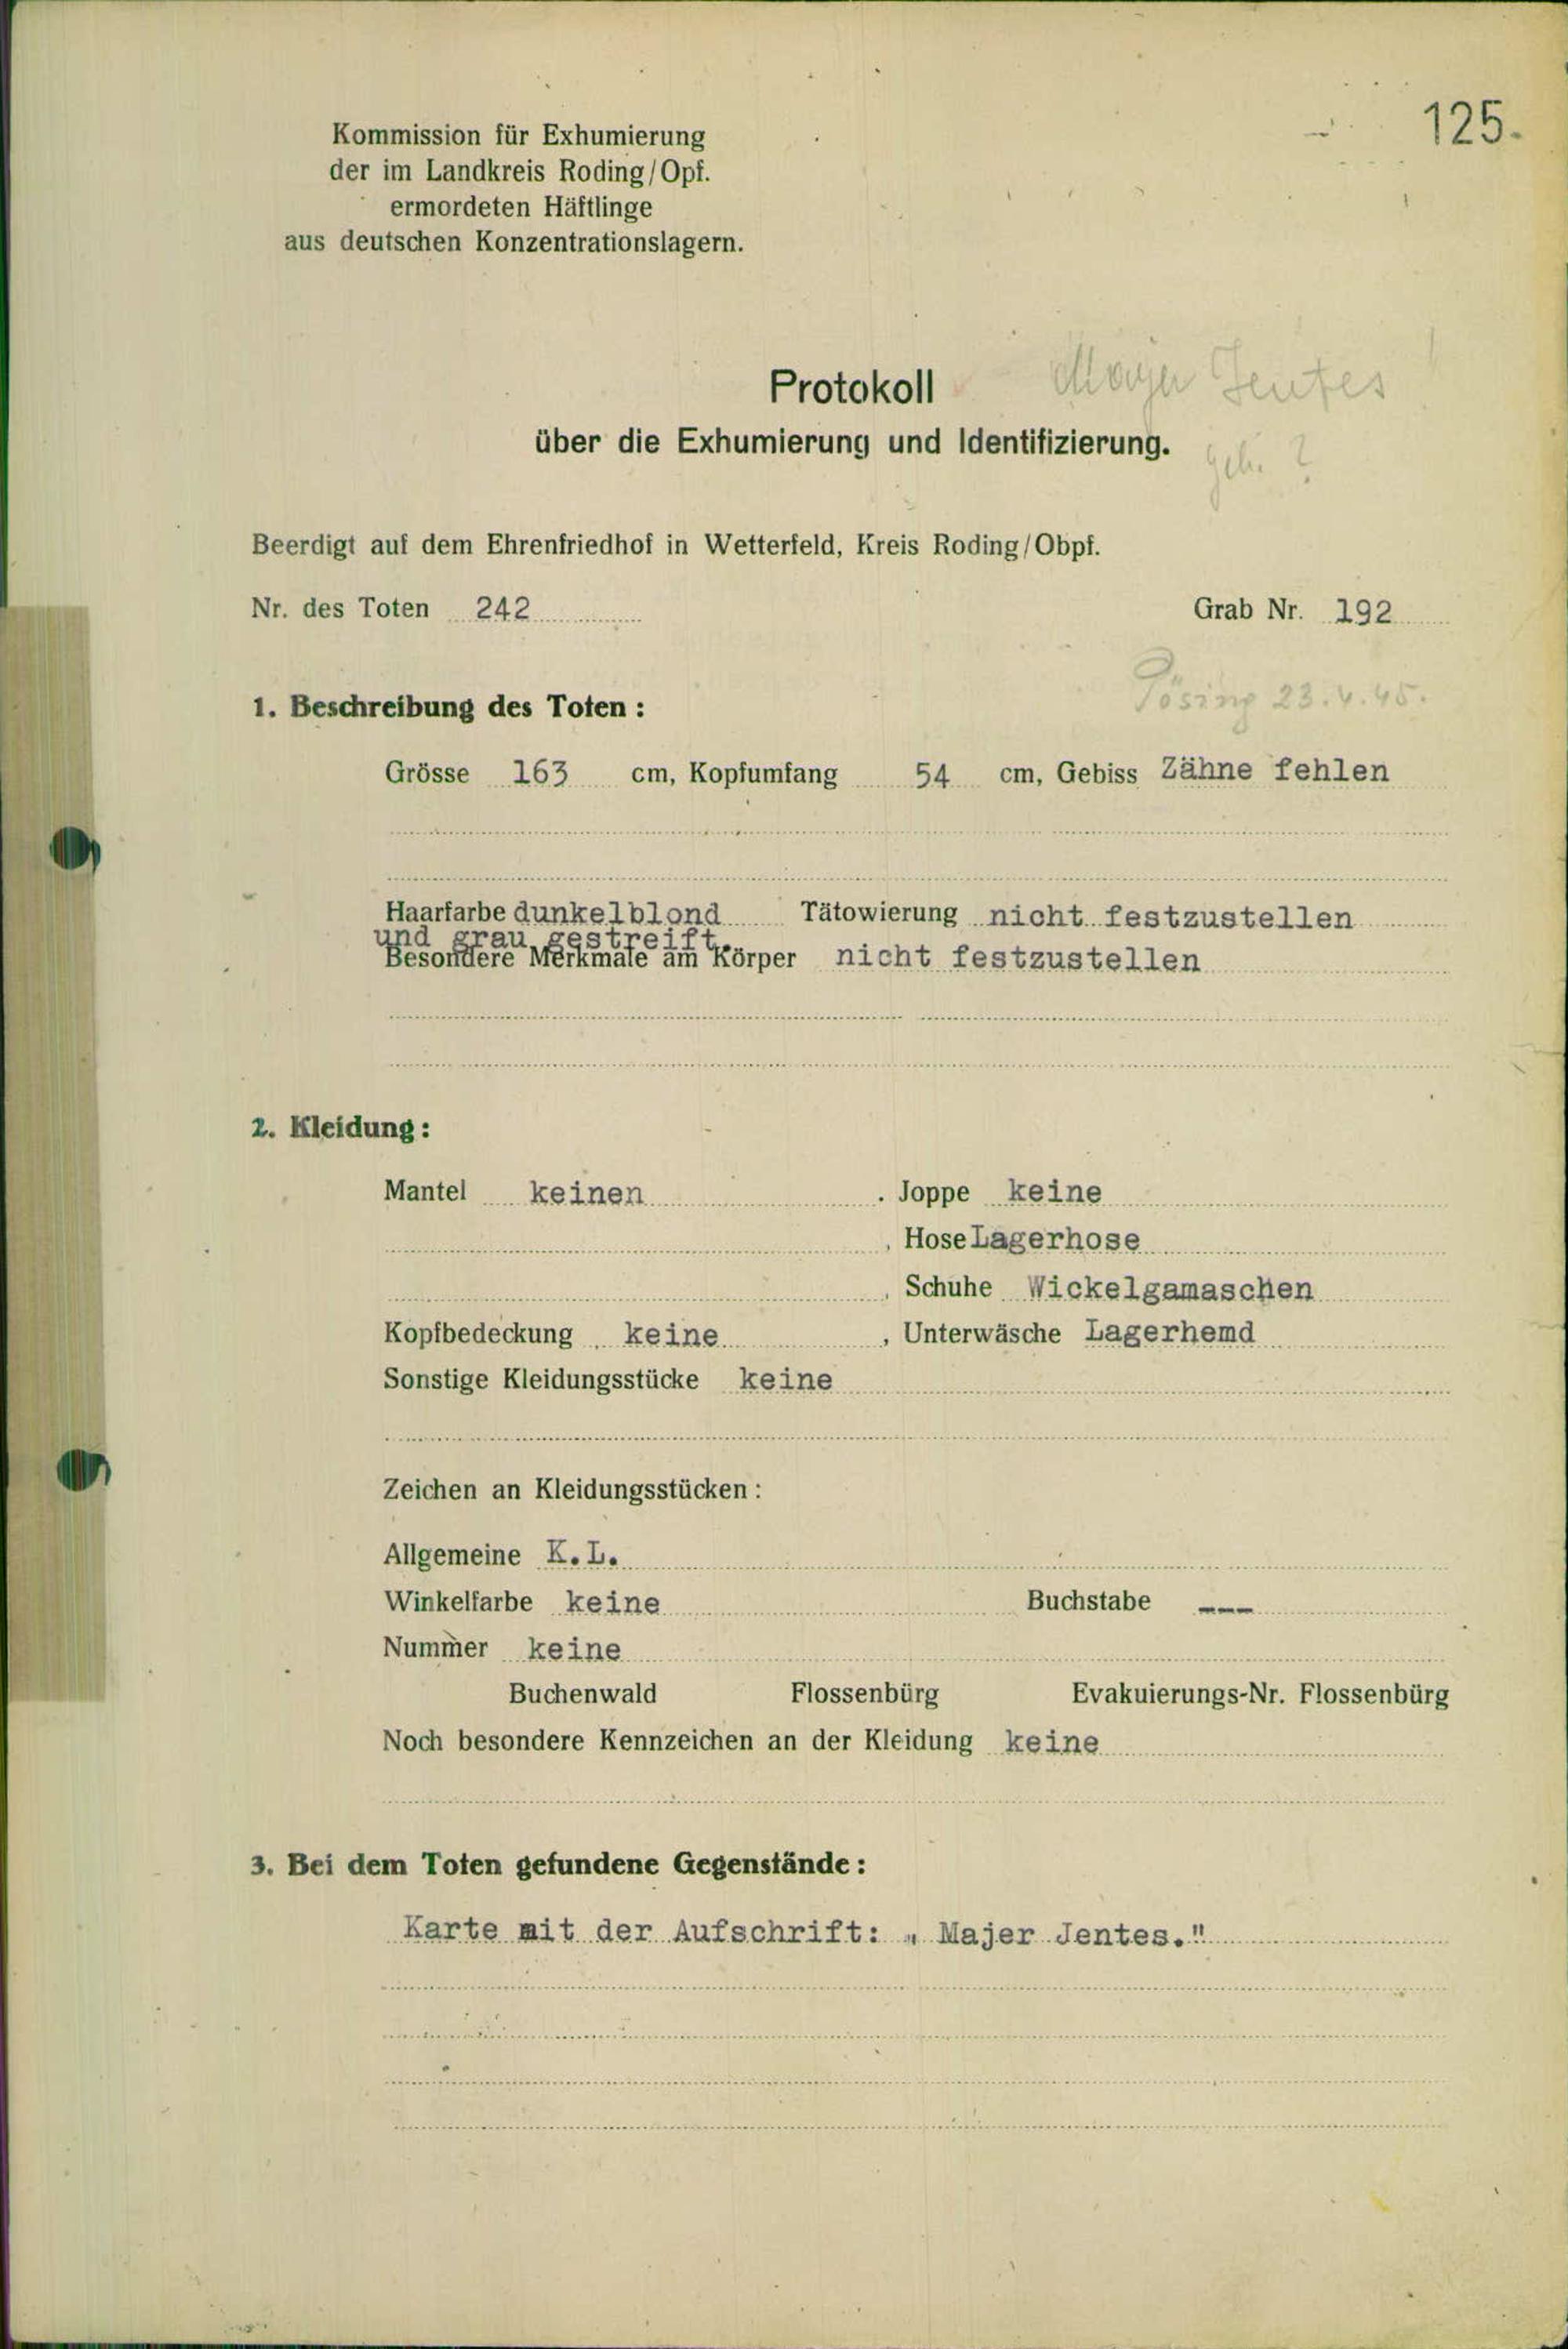 125.
Kommission für Exhumierung
der im Landkreis Roding/Opf.
ermordeten Häftlinge
aus deutschen Konzentrationslagern.
Protokoll
Jentes
über die Exhumierung und Identifizierung.
geb. ?
Beerdigt auf dem Ehrenfriedhof in Wetterfeld, Kreis Roding/Obpf.
Nr. des Toten 242 Grab Nr. 192
Pösing 23.4.45.
1. Beschreibung des Toten :
Grösse 163 cm, Kopfumfang 54 cm, Gebiss Zähne fehlen
Haarfarbe dunkelblond Tätowierung nicht festzustellen
und grau gestreift.
Besondere Merkmale am Körper nicht festzustellen
2. Kleidung :
Mantel keinen . Joppe keine
, Hose Lagerhose
, Schuhe Wickelgamaschen
Kopfbedeckung keine , Unterwäsche Lagerhemd
Sonstige Kleidungsstücke keine
Zeichen an Kleidungsstücken :
Allgemeine K.L.
Winkelfarbe keine Buchstabe ---
Nummer keine
Buchenwald Flossenbürg Evakuierungs-Nr. Flossenbürg
Noch besondere Kennzeichen an der Kleidung keine
3. Bei dem Toten gefundene Gegenstände :
Karte mit der Aufschrift: „ Majer Jentes."